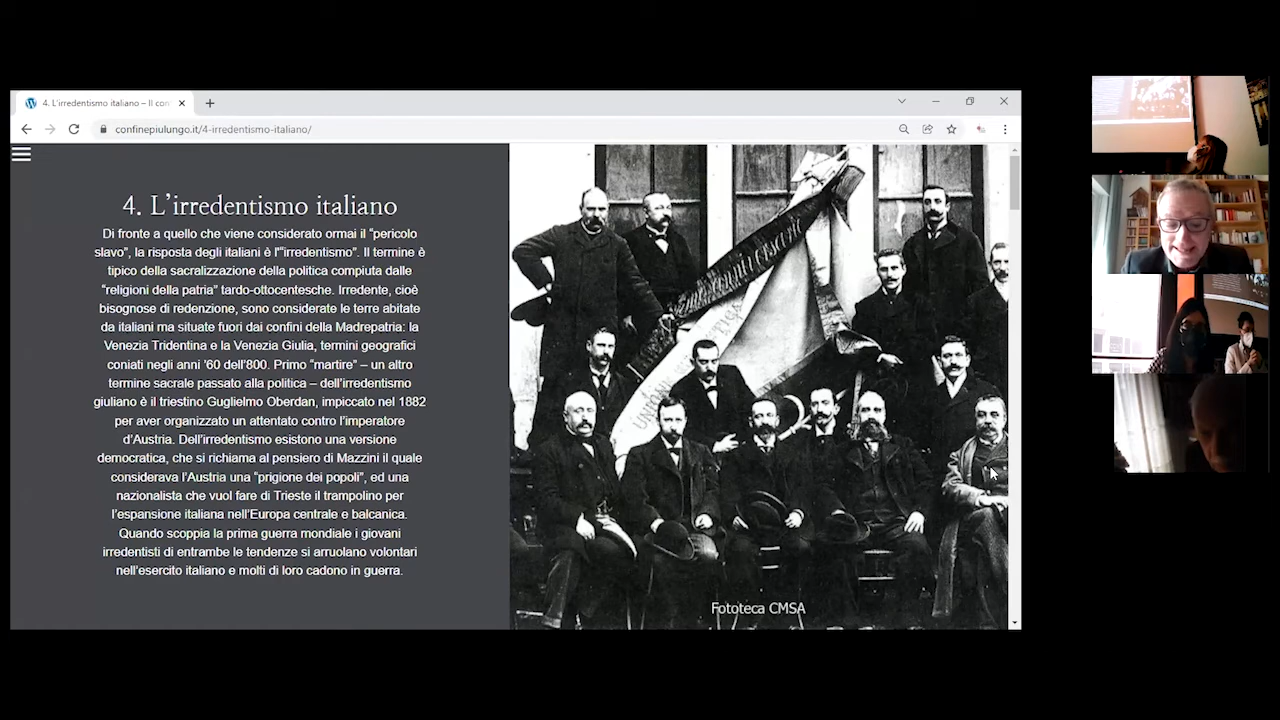 4. L'irredentismo italiano – Il con
confinepiulungo.it/4-irredentismo-italiano/
4. L'irredentismo italiano
Di fronte a quello che viene considerato ormai il “pericolo
slavo”, la risposta degli italiani è l'“irredentismo”. Il termine è
tipico della sacralizzazione della politica compiuta dalle
“religioni della patria” tardo-ottocentesche. Irredente, cioè
bisognose di redenzione, sono considerate le terre abitate
da italiani ma situate fuori dai confini della Madrepatria: la
Venezia Tridentina e la Venezia Giulia, termini geografici
coniati negli anni '60 dell'800. Primo “martire” – un altro
termine sacrale passato alla politica – dell'irredentismo
giuliano è il triestino Guglielmo Oberdan, impiccato nel 1882
per aver organizzato un attentato contro l'imperatore
d'Austria. Dell'irredentismo esistono una versione
democratica, che si richiama al pensiero di Mazzini il quale
considerava l'Austria una “prigione dei popoli”, ed una
nazionalista che vuol fare di Trieste il trampolino per
l'espansione italiana nell'Europa centrale e balcanica.
Quando scoppia la prima guerra mondiale i giovani
irredentisti di entrambe le tendenze si arruolano volontari
nell'esercito italiano e molti di loro cadono in guerra.
Fototeca CMSA